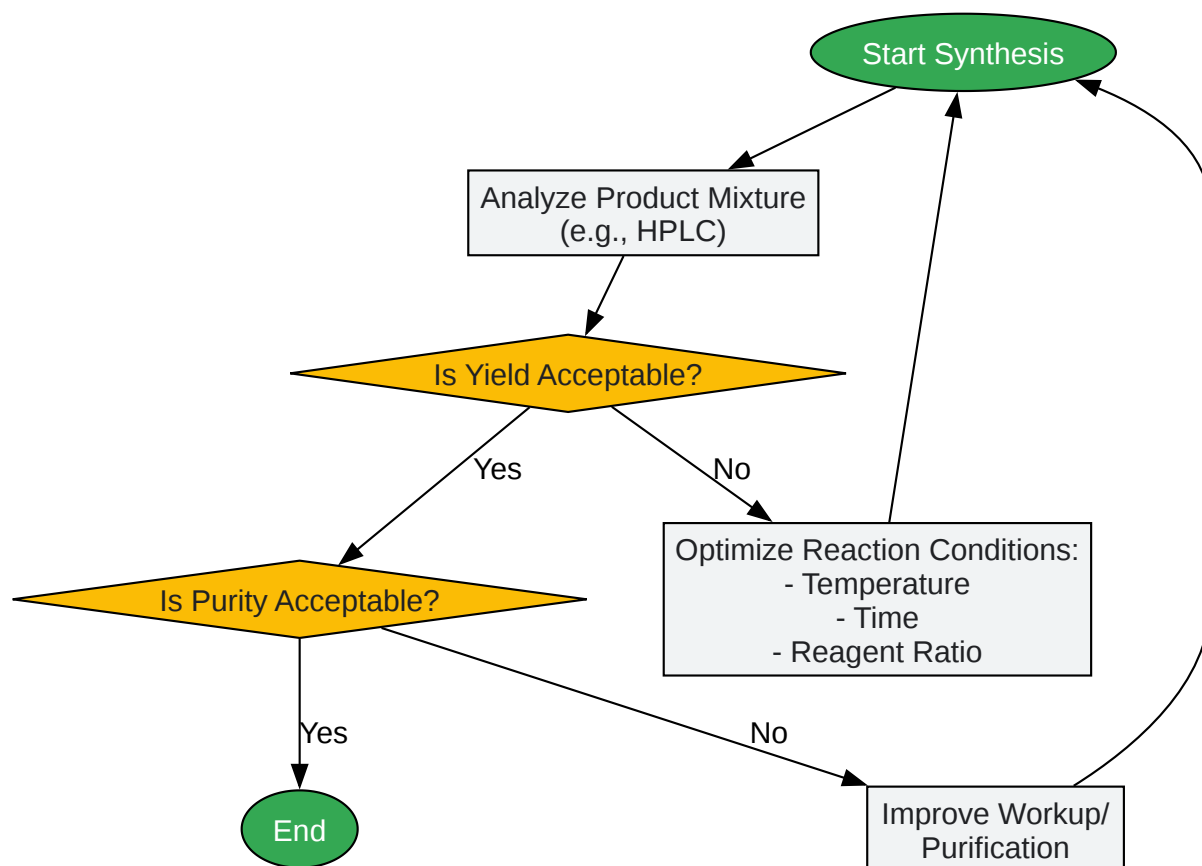 Start Synthesis
Analyze Product Mixture
(e.g., HPLC)
Is Yield Acceptable?
Yes
No
Optimize Reaction Conditions:
- Temperature
- Time
- Reagent Ratio
Is Purity Acceptable?
Yes
No
End
Improve Workup/
Purification